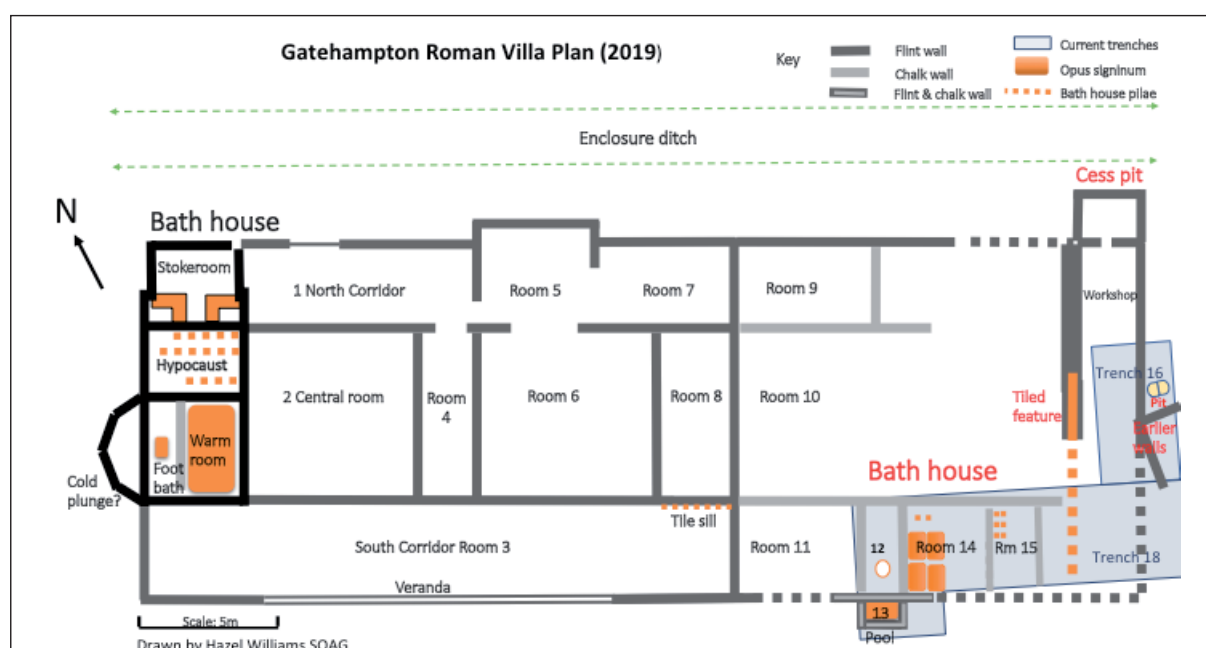 Gatehampton Roman Villa Plan (2019)
Key
Flint wall
Chalk wall
Flint & chalk wall
Current trenches
Opus signinum
Bath house pilae
Enclosure ditch
Cess pit
N
Bath house
Stokeroom
1 North Corridor
Room 5
Room 7
Room 9
Workshop
Hypocaust
2 Central room
Room
4
Room 6
Room 8
Room 10
Tiled
feature
Trench 16
Pit
Earlier
walls
Warm
room
Foot
bath
Cold
plunge?
Bath house
Tile sill
South Corridor Room 3
Room 11
12
Room 14
Rm 15
Trench 18
Veranda
13
Pool
Scale: 5m
Drawn by Hazel Williams SOAG